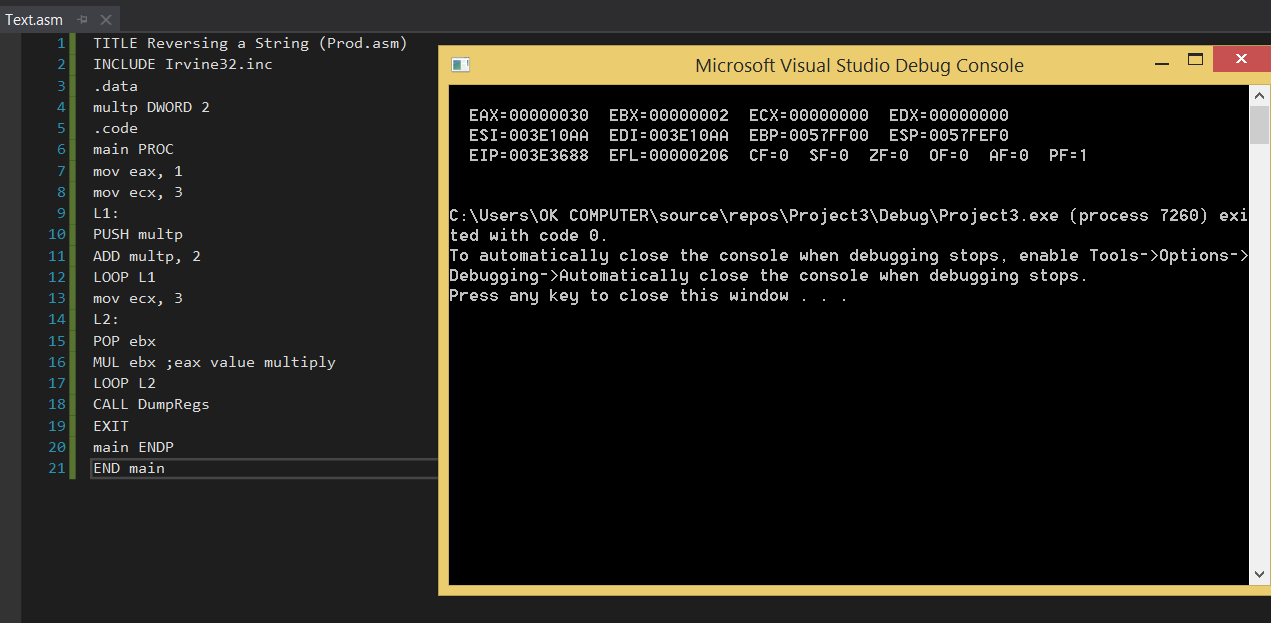 Text.asm
1 TITLE Reversing a String (Prod.asm)
2 INCLUDE Irvine32.inc
3 .data
4 multp DWORD 2
5 .code
6 main PROC
7 mov eax, 1
8 mov ecx, 3
9 L1:
10 PUSH multp
11 ADD multp, 2
12 LOOP L1
13 mov ecx, 3
14 L2:
15 POP ebx
16 MUL ebx ;eax value multiply
17 LOOP L2
18 CALL DumpRegs
19 EXIT
20 main ENDP
21 END main
Microsoft Visual Studio Debug Console
EAX=00000030 EBX=00000002 ECX=00000000 EDX=00000000
ESI=003E10AA EDI=003E10AA EBP=0057FF00 ESP=0057FEF0
EIP=003E3688 EFL=00000206 CF=0 SF=0 ZF=0 OF=0 AF=0 PF=1
C:\Users\OK COMPUTER\source\repos\Project3\Debug\Project3.exe (process 7260) exi
ted with code 0.
To automatically close the console when debugging stops, enable Tools->Options->
Debugging->Automatically close the console when debugging stops.
Press any key to close this window . . .